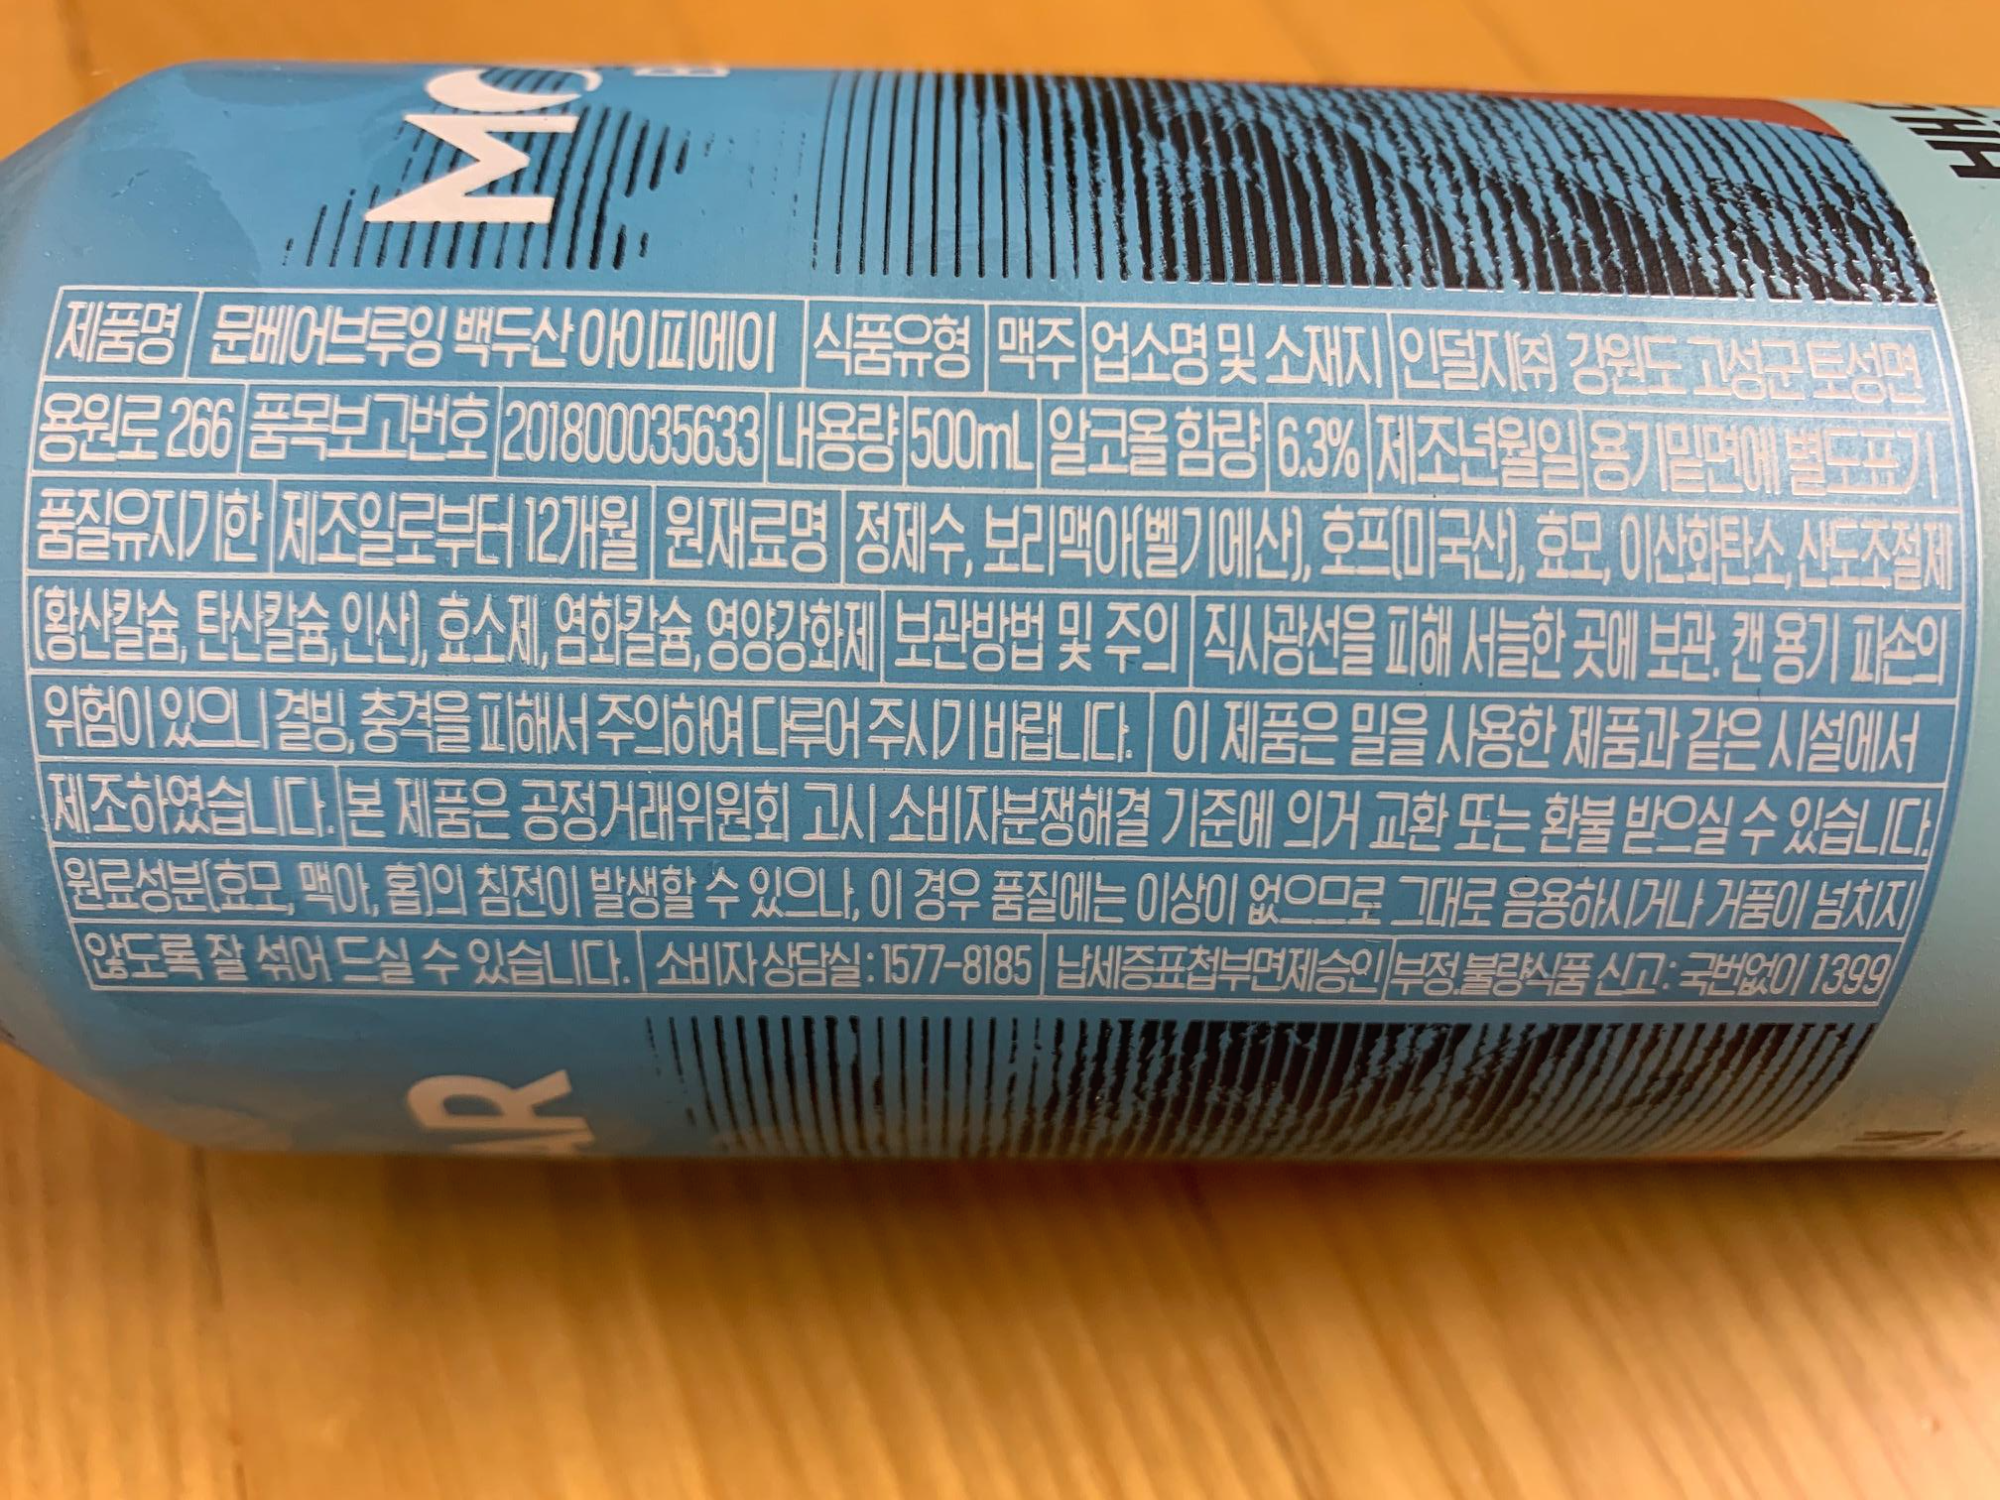 제품명 문베어브루잉 백두산 아이피에이 식품유형 맥주 업소명 및 소재지 인덜지(주) 강원도 고성군 토성면
용원로 266 품목보고번호 201800035633 내용량 500mL 알코올 함량 6.3% 제조년월일 용기밑면에 별도표기
품질유지기한 제조일로부터 12개월 원재료명 정제수, 보리맥아(벨기에산), 호프(미국산), 효모, 이산화탄소, 산도조절제
(황산칼슘, 탄산칼슘, 인산), 효소제, 염화칼슘, 영양강화제 보관방법 및 주의 직사광선을 피해 서늘한 곳에 보관. 캔 용기 파손의
위험이 있으니 결빙, 충격을 피해서 주의하여 다루어 주시기 바랍니다. 이 제품은 밀을 사용한 제품과 같은 시설에서
제조하였습니다. 본 제품은 공정거래위원회 고시 소비자분쟁해결 기준에 의거 교환 또는 환불 받으실 수 있습니다.
원료성분(효모, 맥아, 홉)의 침전이 발생할 수 있으나, 이 경우 품질에는 이상이 없으므로 그대로 음용하시거나 거품이 넘치지
않도록 잘 섞어 드실 수 있습니다. 소비자 상담실 : 1577-8185 납세증표첩부면제승인 부정.불량식품 신고 : 국번없이 1399